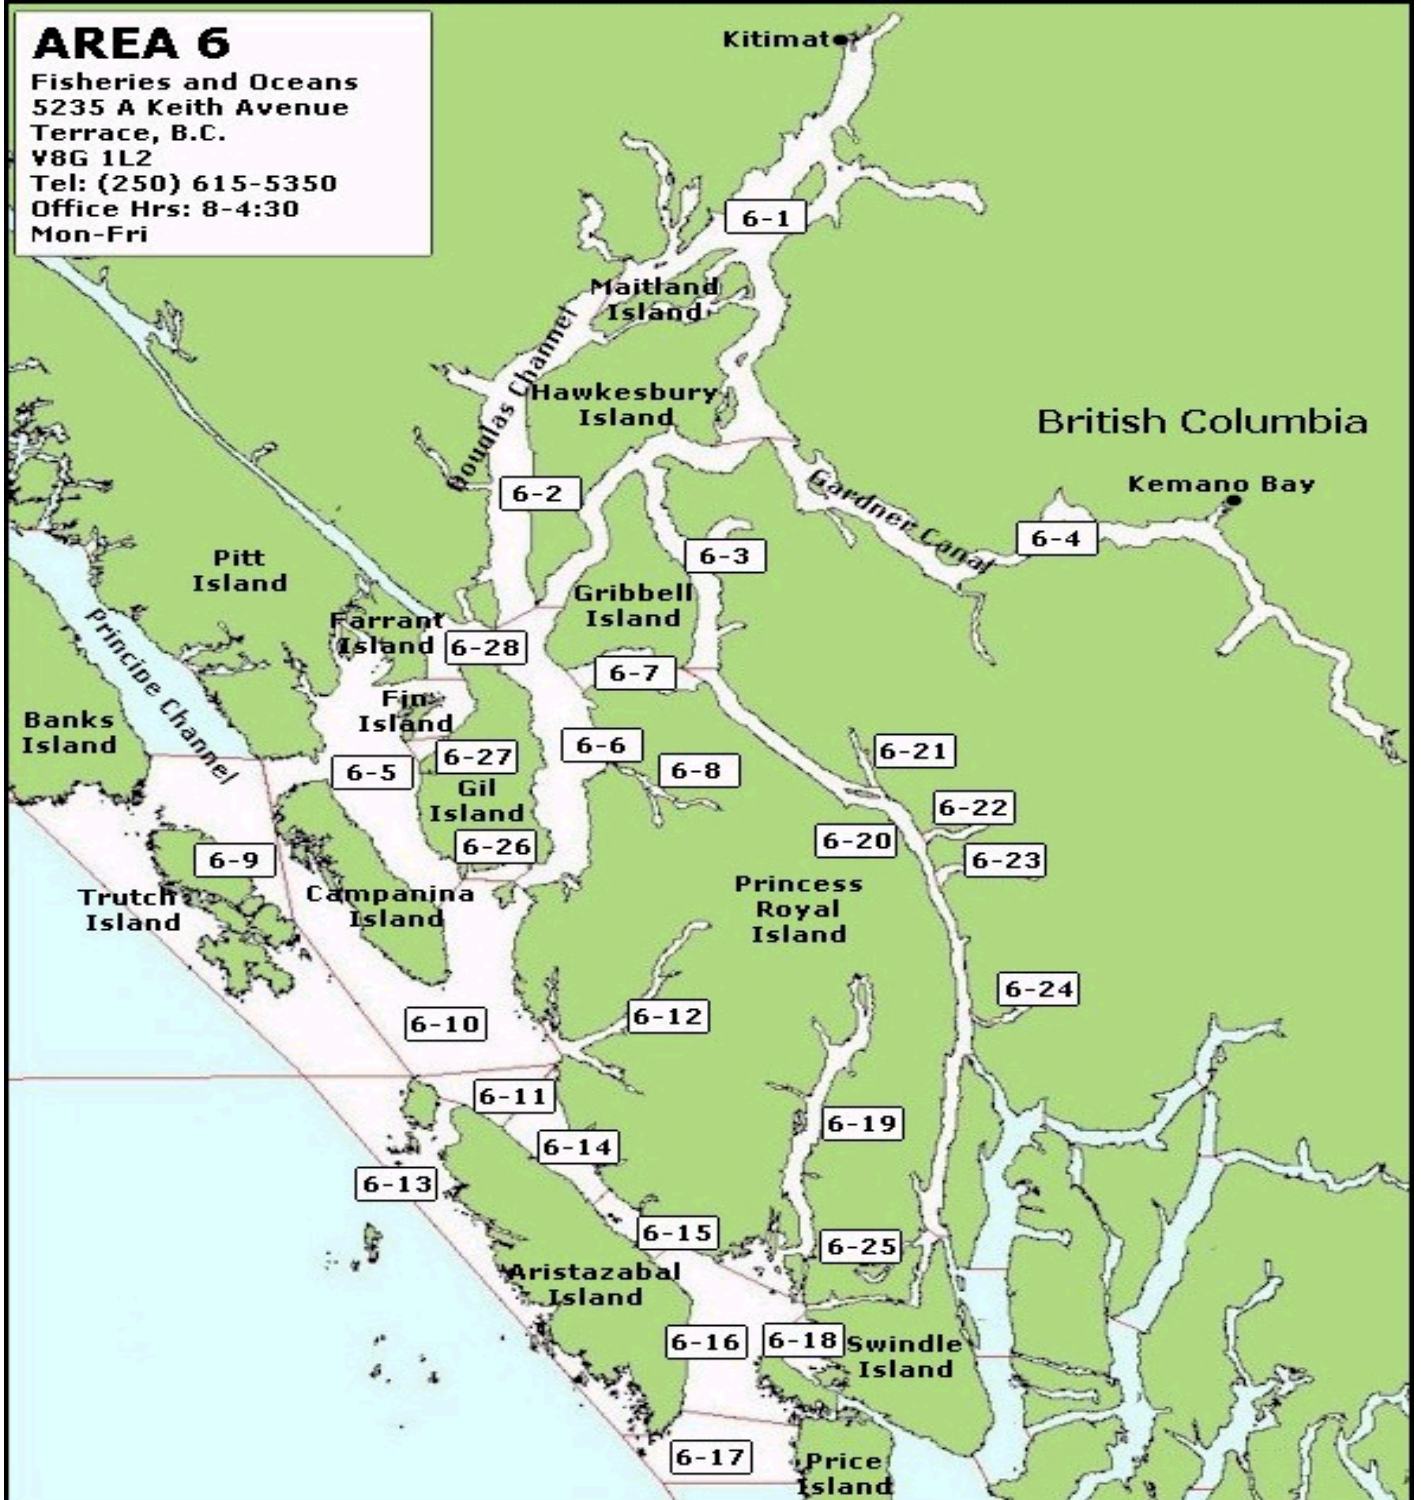 AREA 6
Fisheries and Oceans
5235 A Keith Avenue
Terrace, B.C.
V8G 1L2
Tel: (250) 615-5350
Office Hrs: 8-4:30
Mon-Fri
Kitimat
6-1
Maitland
Island
Douglas Channel
Hawkesbury
Island
British Columbia
Gardner Canal
Kemano Bay
6-2
6-4
6-3
Pitt
Island
Gribbell
Island
Farrant
Island
6-28
6-7
Principe Channel
Fin
Island
Banks
Island
6-6
6-21
6-27
6-5
6-8
Gil
Island
6-22
6-20
6-26
6-9
6-23
Trutch
Island
Campanina
Island
Princess
Royal
Island
6-24
6-10
6-12
6-11
6-19
6-14
6-13
6-15
6-25
Aristazabal
Island
6-16
6-18
Swindle
Island
6-17
Price
Island